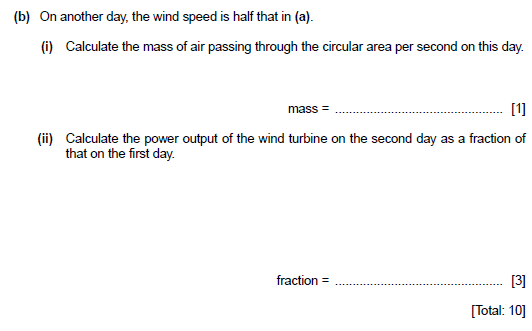 (b) On another day, the wind speed is half that in (a).
(i) Calculate the mass of air passing through the circular area per second on this day.
mass = ................................................ [1]
(ii) Calculate the power output of the wind turbine on the second day as a fraction of
that on the first day.
fraction = ................................................ [3]
[Total: 10]